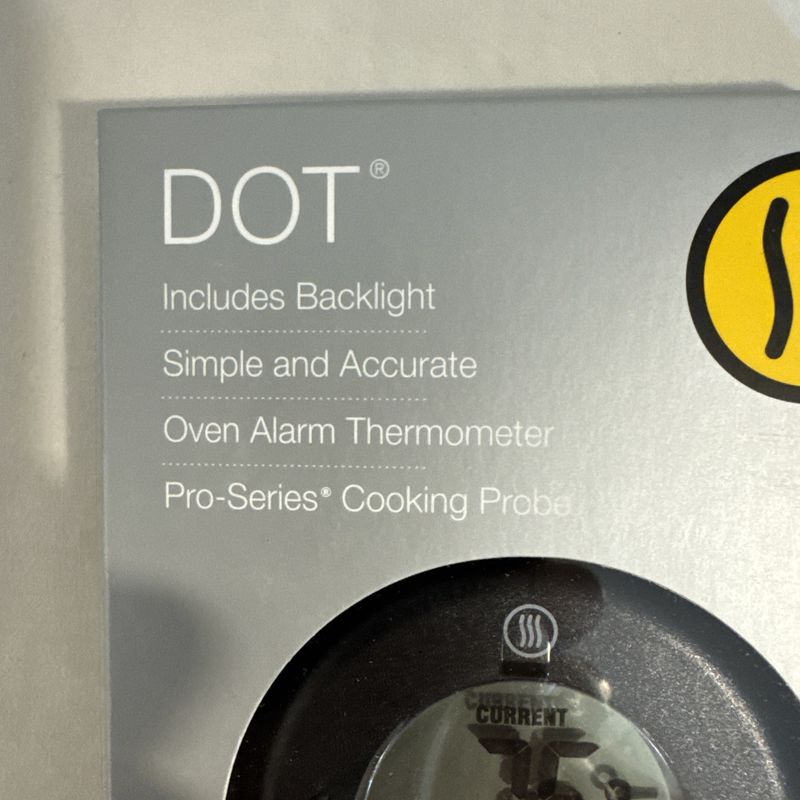 DOT®
Includes Backlight
Simple and Accurate
Oven Alarm Thermometer
Pro-Series® Cooking Probe
CURRENT